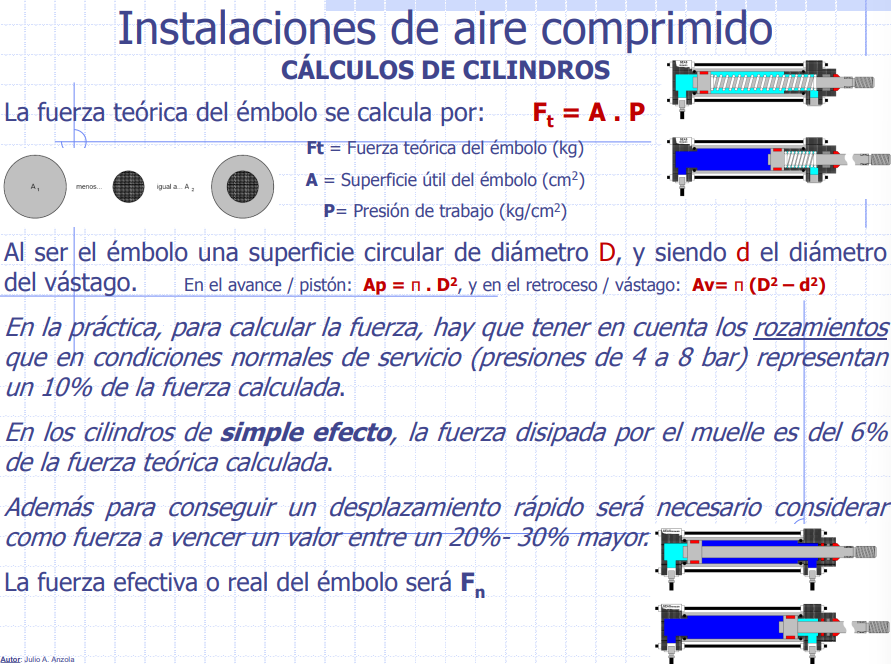 Instalaciones de aire comprimido
CÁLCULOS DE CILINDROS
La fuerza teórica del émbolo se calcula por: Fₜ = A . P
Ft = Fuerza teórica del émbolo (kg)
A = Superficie útil del émbolo (cm²)
P= Presión de trabajo (kg/cm²)
A ₁ menos... igual a... A ₂
Al ser el émbolo una superficie circular de diámetro D, y siendo d el diámetro
del vástago. En el avance / pistón: Ap = π . D², y en el retroceso / vástago: Av= π (D² – d²)
En la práctica, para calcular la fuerza, hay que tener en cuenta los rozamientos
que en condiciones normales de servicio (presiones de 4 a 8 bar) representan
un 10% de la fuerza calculada.
En los cilindros de simple efecto, la fuerza disipada por el muelle es del 6%
de la fuerza teórica calculada.
Además para conseguir un desplazamiento rápido será necesario considerar
como fuerza a vencer un valor entre un 20%- 30% mayor.
La fuerza efectiva o real del émbolo será Fₙ
Autor: Julio A. Anzola